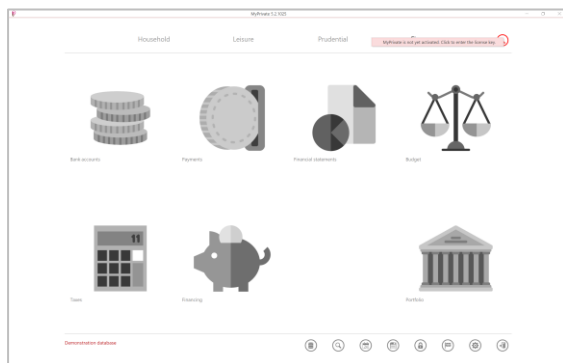 MyPrivate 5.2.1025
Household
Leisure
Prudential
MyPrivate is not yet activated. Click to enter the license key.
Bank accounts
Payments
Financial statements
Budget
11
Taxes
Financing
Portfolio
Demonstration database